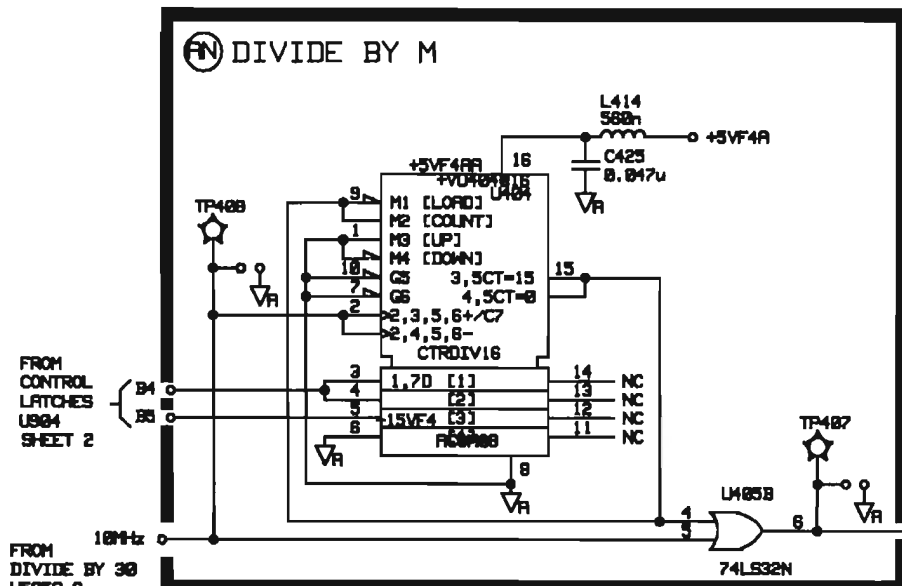 AN DIVIDE BY M
L414
560n
+5VF4A
C425
0.047u
A
16
+5VF4AA
+VU404@16
U404
TP408
A
9 M1 [LOAD]
M2 [COUNT]
1 M3 [UP]
M4 [DOWN]
10 G5 3,5CT=15 15
7 G6 4,5CT=0
2 2,3,5,6+/C7
2,4,5,6-
CTRDIV16
FROM
CONTROL
LATCHES
U904
SHEET 2
B4
B5
3 1,7D [1] 14 NC
4 [2] 13 NC
5 -15VF4 [3] 12 NC
6 11 NC
A
8
A
TP407
A
U405B
4
5
6
74LS32N
10MHz
FROM
DIVIDE BY 30